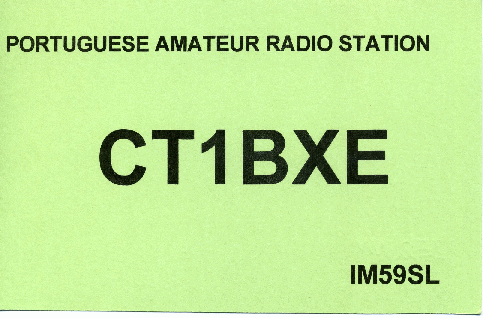 PORTUGUESE AMATEUR RADIO STATION
CT1BXE
IM59SL